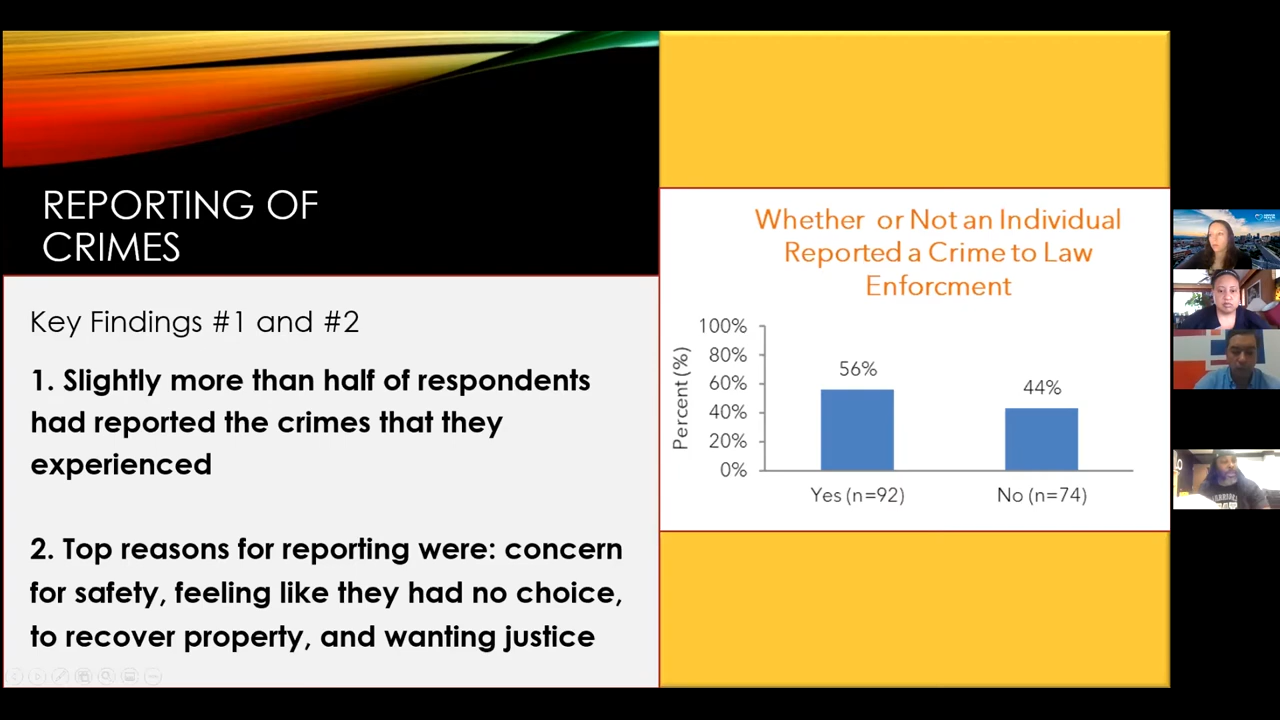 REPORTING OF
CRIMES
Key Findings #1 and #2
1. Slightly more than half of respondents
had reported the crimes that they
experienced
2. Top reasons for reporting were: concern
for safety, feeling like they had no choice,
to recover property, and wanting justice
Whether or Not an Individual
Reported a Crime to Law
Enforcment
Percent (%)
100%
80%
60%
40%
20%
0%
56%
44%
Yes (n=92)
No (n=74)